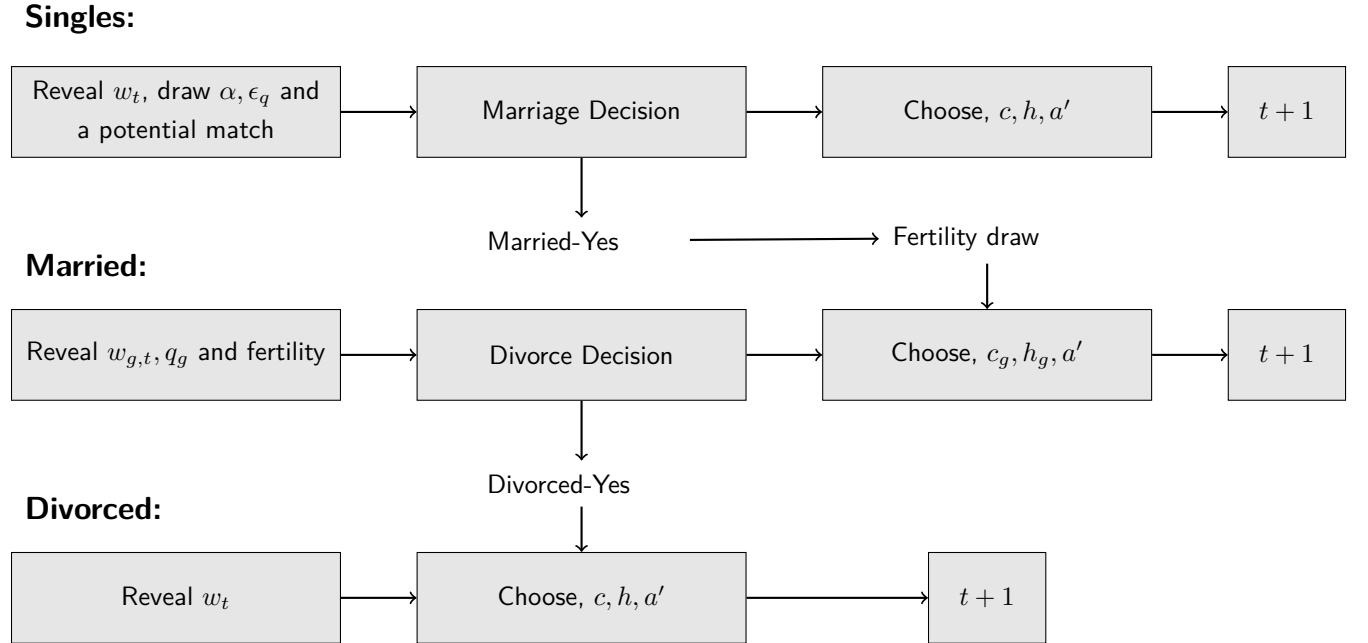 Singles:
Reveal w_t, draw α, ϵ_q and
a potential match
Marriage Decision
Choose, c, h, a′
t + 1
Married-Yes
Fertility draw
Married:
Reveal w_{g,t}, q_g and fertility
Divorce Decision
Choose, c_g, h_g, a′
t + 1
Divorced-Yes
Divorced:
Reveal w_t
Choose, c, h, a′
t + 1